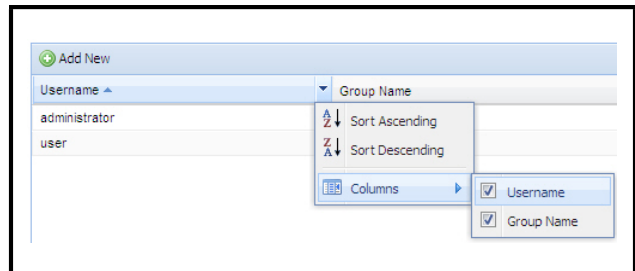 Add New
Username Group Name
administrator
user
A Z Sort Ascending
Z A Sort Descending
Columns
Username
Group Name